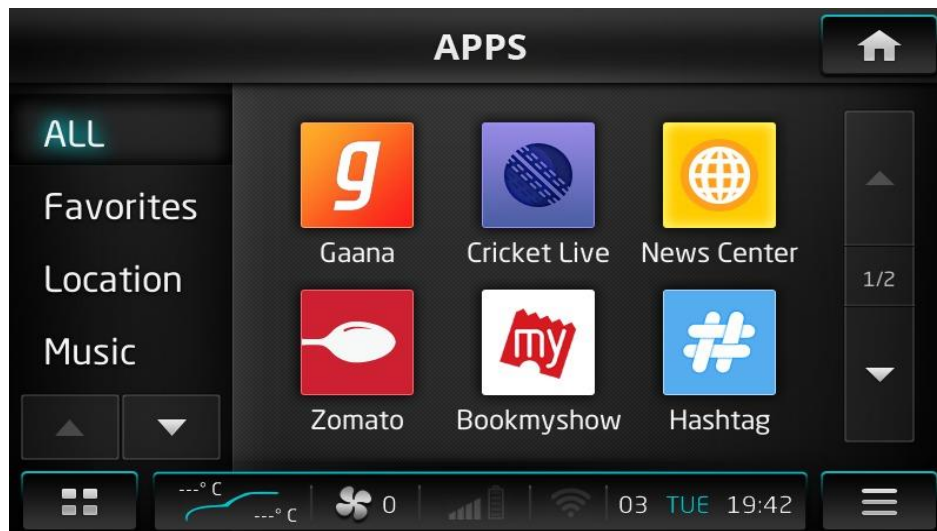 APPS
ALL
Favorites
Location
Music
g
Gaana
Cricket Live
News Center
1/2
Zomato
my
Bookmyshow
#
Hashtag
---° C
---° C
0
03 TUE 19:42